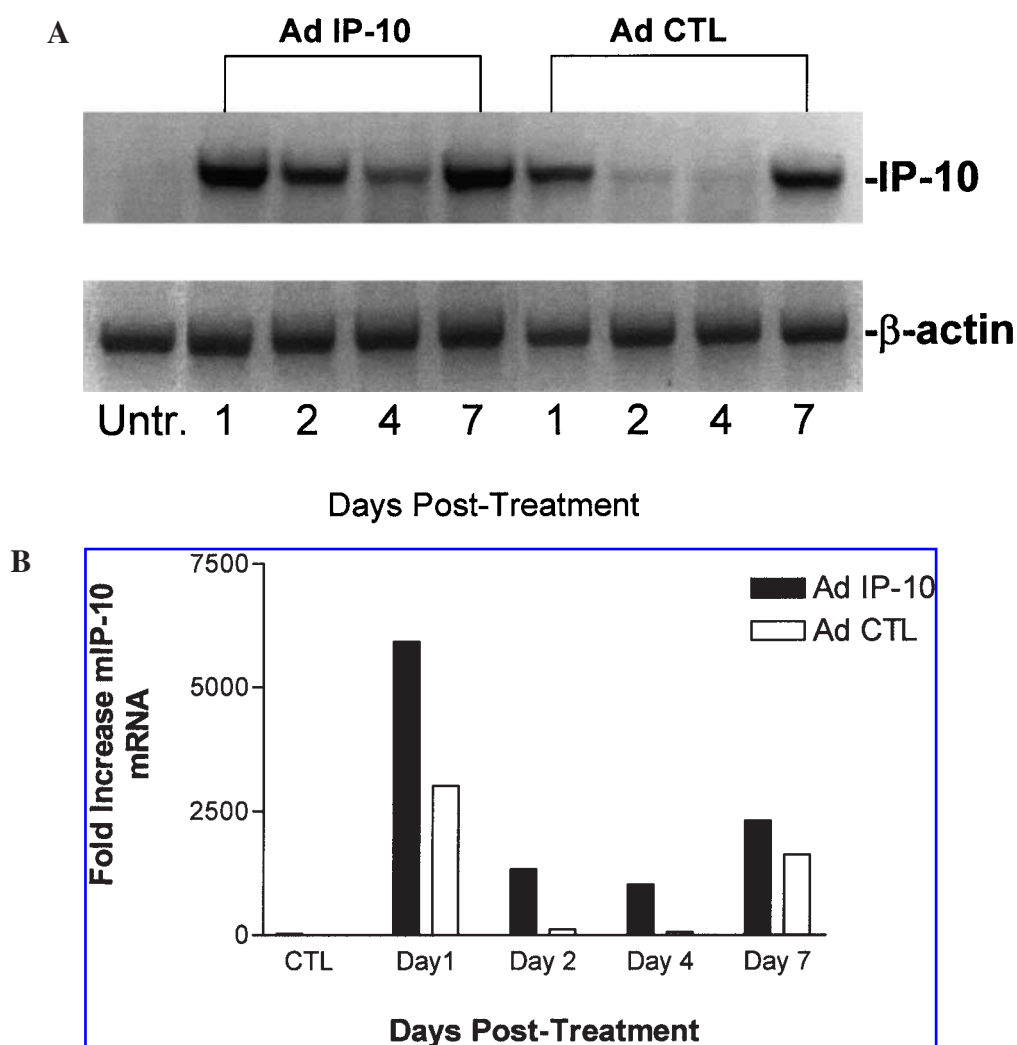 A
Ad IP-10 Ad CTL
-IP-10
-β-actin
Untr. 1 2 4 7 1 2 4 7
Days Post-Treatment
B
Fold Increase mIP-10
mRNA
7500
5000
2500
0
Ad IP-10
Ad CTL
CTL Day1 Day 2 Day 4 Day 7
Days Post-Treatment